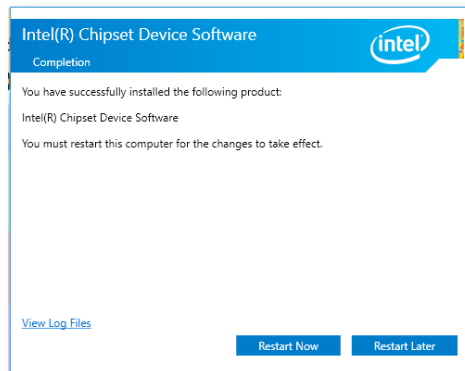 Intel(R) Chipset Device Software
(intel)
Completion
You have successfully installed the following product:
Intel(R) Chipset Device Software
You must restart this computer for the changes to take effect.
View Log Files
Restart Now
Restart Later